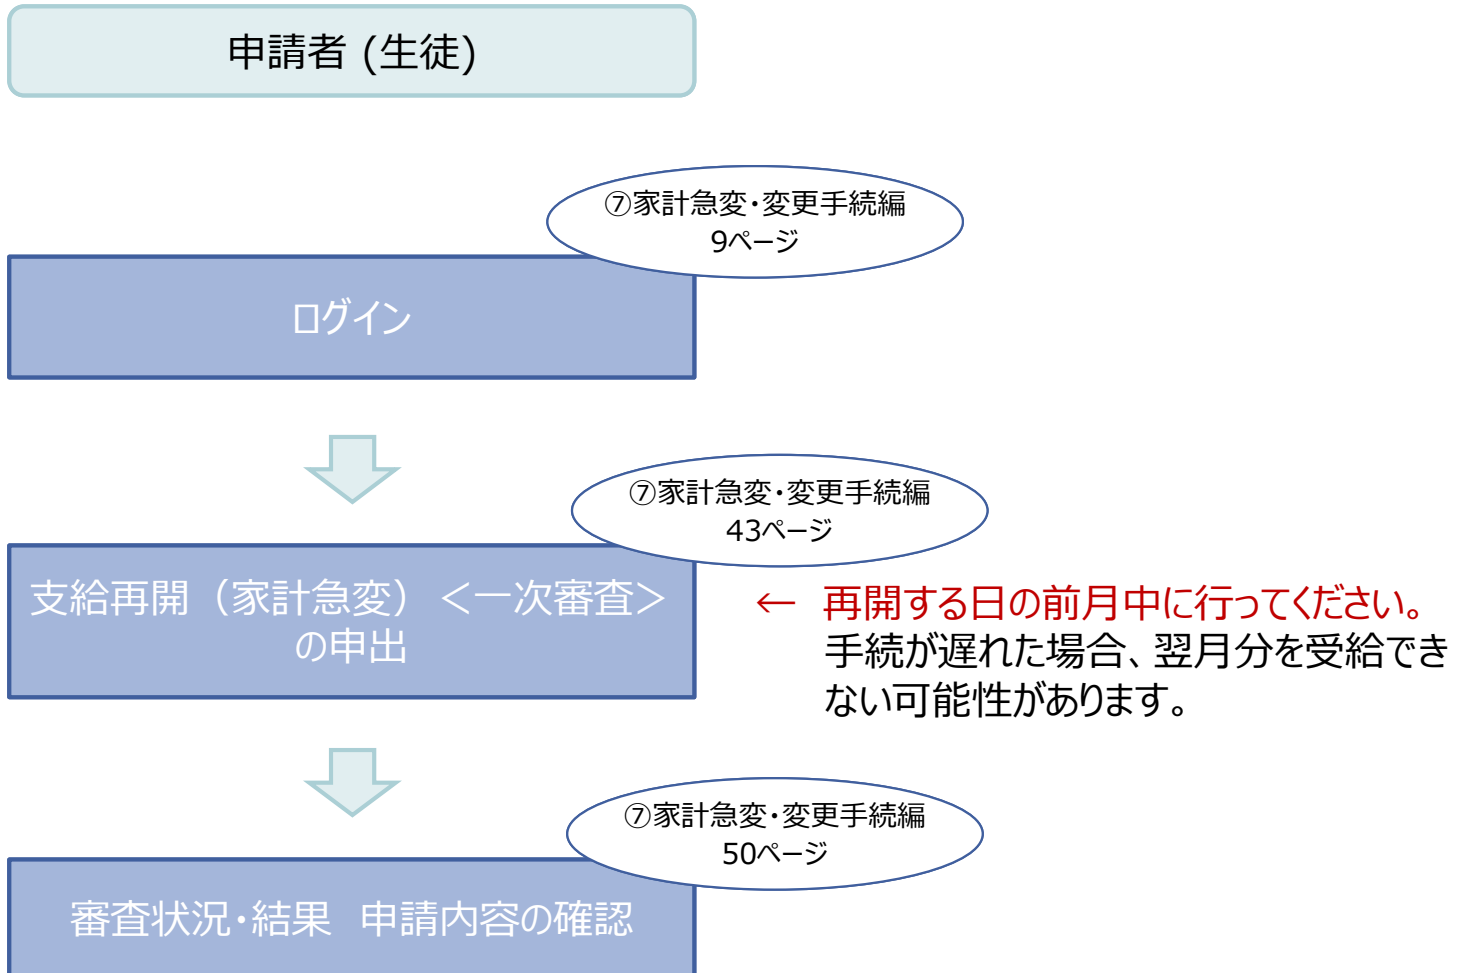 申請者 (生徒)
⑦家計急変・変更手続編
9ページ
ログイン
⑦家計急変・変更手続編
43ページ
支給再開（家計急変）＜一次審査＞
の申出
← 再開する日の前月中に行ってください。
手続が遅れた場合、翌月分を受給でき
ない可能性があります。
⑦家計急変・変更手続編
50ページ
審査状況・結果　申請内容の確認